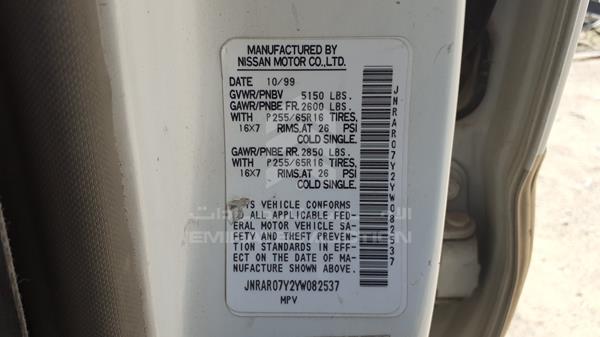 MANUFACTURED BY
NISSAN MOTOR CO.,LTD.
DATE 10/99
GVWR/PNBV 5150 LBS.
GAWR/PNBE FR. 2600 LBS.
WITH P255/65R16 TIRES,
16X7 RIMS,AT 26 PSI
COLD SINGLE.
GAWR/PNBE RR. 2850 LBS.
WITH P255/65R16 TIRES,
16X7 RIMS,AT 26 PSI
COLD SINGLE.
IS VEHICLE CONFORMS
ALL APPLICABLE FED-
ERAL MOTOR VEHICLE SA-
FETY AND THEFT PREVEN-
TION STANDARDS IN EFF-
ECT ON THE DATE OF MA-
NUFACTURE SHOWN ABOVE.
JNRAR07Y2YW082537
MPV
JNRAR07Y2YW082537